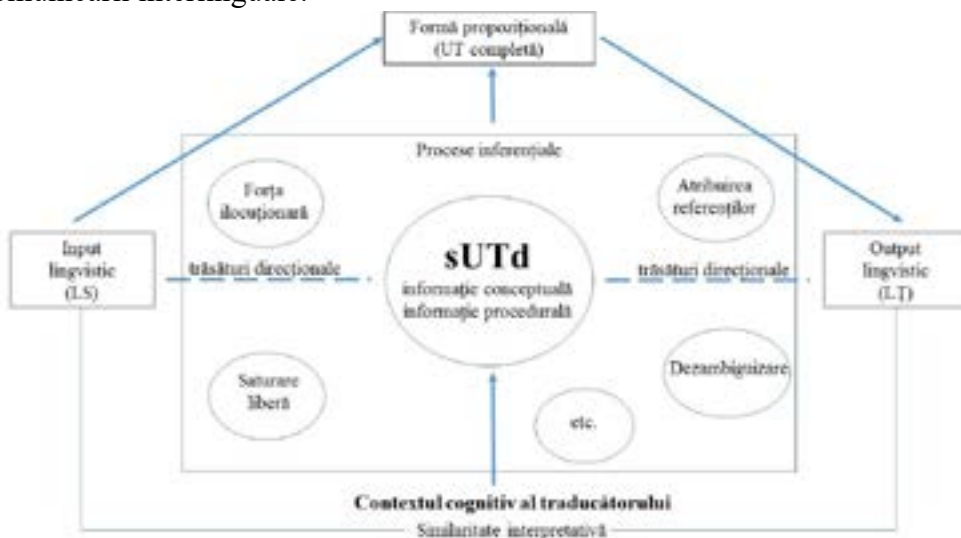 Formă propozițională
(UT completă)
Procese inferențiale
Forța
ilocuționară
Atribuirea
referenților
Input
lingvistic
(LS)
trăsături direcționale
sUTd
informație conceptuală
informație procedurală
trăsături direcționale
Output
lingvistic
(LȚ)
Saturare
liberă
Dezambiguizare
etc.
Contextul cognitiv al traducătorului
Similaritate interpretativă